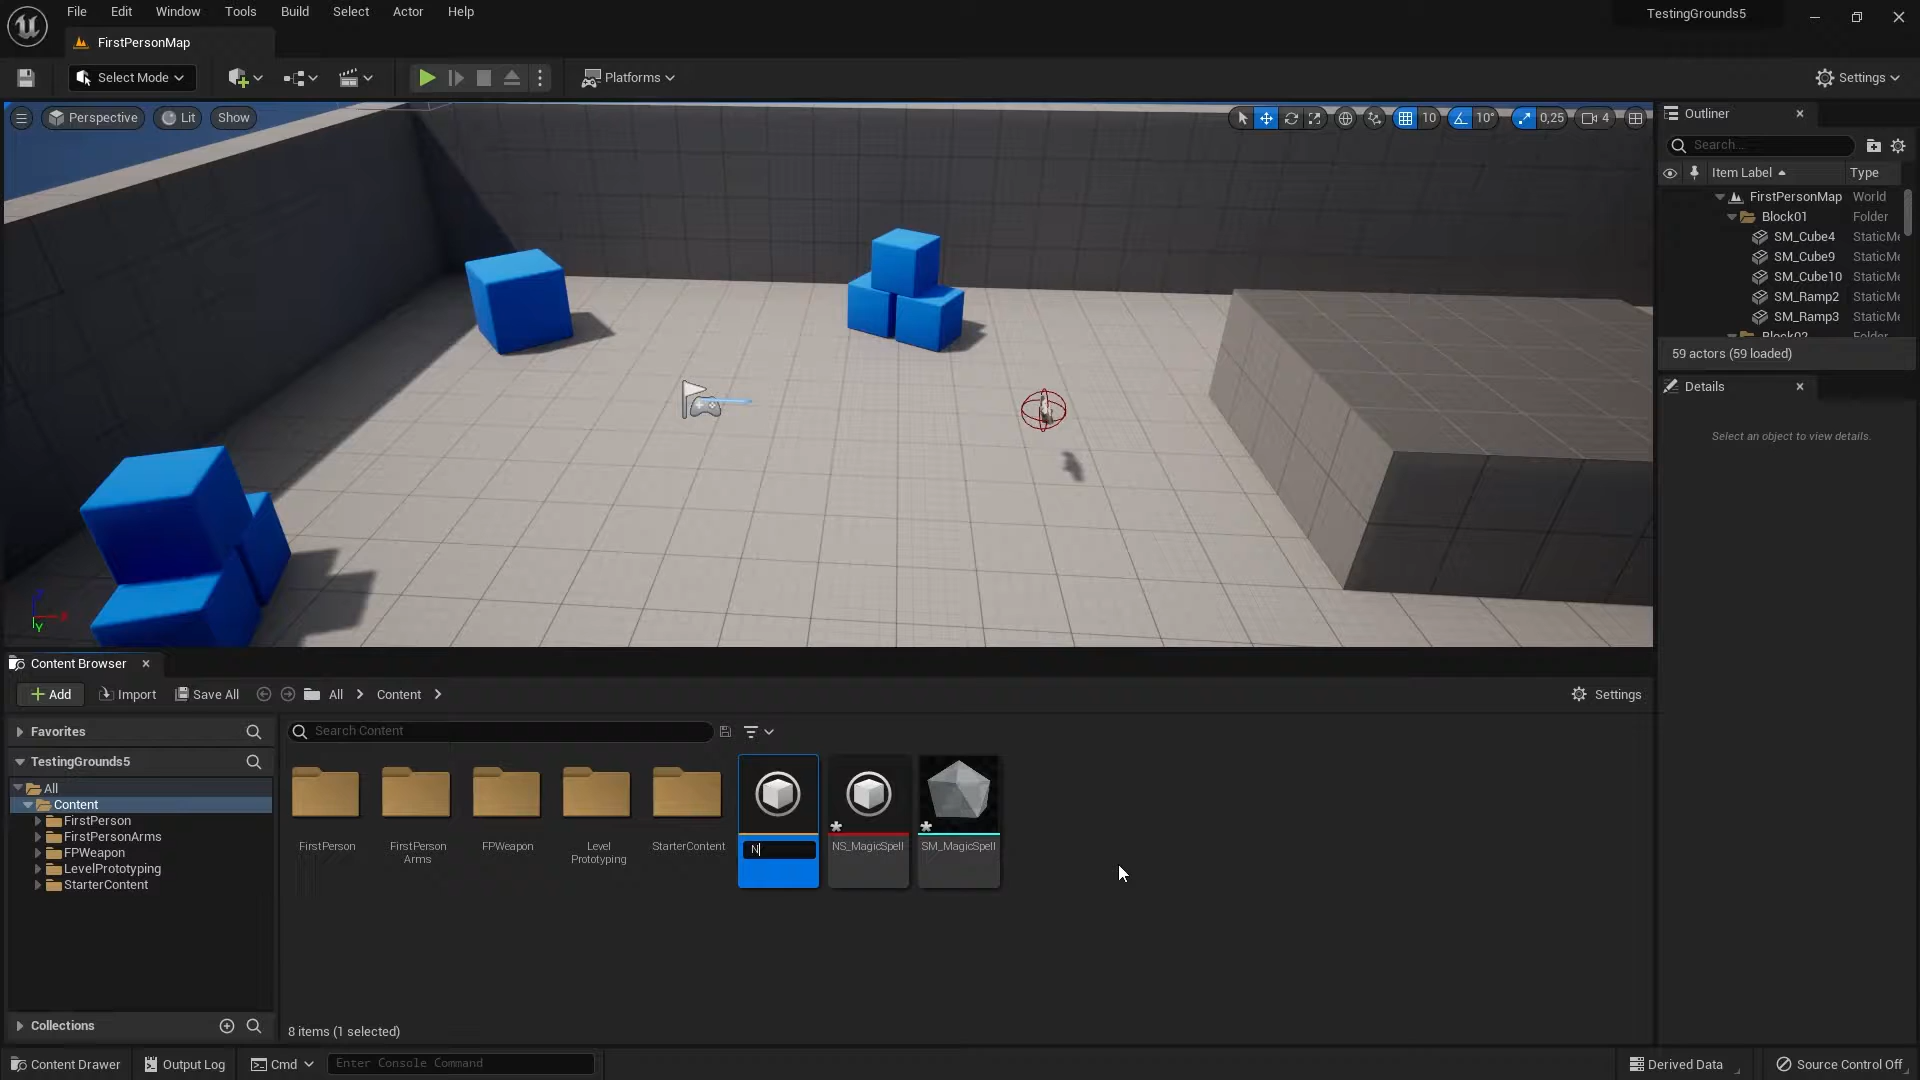 File Edit Window Tools Build Select Actor Help
TestingGrounds5
FirstPersonMap
Select Mode
Platforms
Settings
Perspective
Lit
Show
10
10°
0,25
4
Outliner
Search...
Item Label
Type
FirstPersonMap World
Block01 Folder
SM_Cube4 StaticMe
SM_Cube9 StaticMe
SM_Cube10 StaticMe
SM_Ramp2 StaticMe
SM_Ramp3 StaticMe
Block02 Folder
59 actors (59 loaded)
Details
Select an object to view details.
Z
X
Y
Content Browser
Add
Import
Save All
All
Content
Settings
Favorites
TestingGrounds5
All
Content
FirstPerson
FirstPersonArms
FPWeapon
LevelPrototyping
StarterContent
Collections
Search Content
FirstPerson
FirstPerson
Arms
FPWeapon
Level
Prototyping
StarterContent
N
NS_MagicSpell
SM_MagicSpell
8 items (1 selected)
Content Drawer
Output Log
Cmd
Enter Console Command
Derived Data
Source Control Off